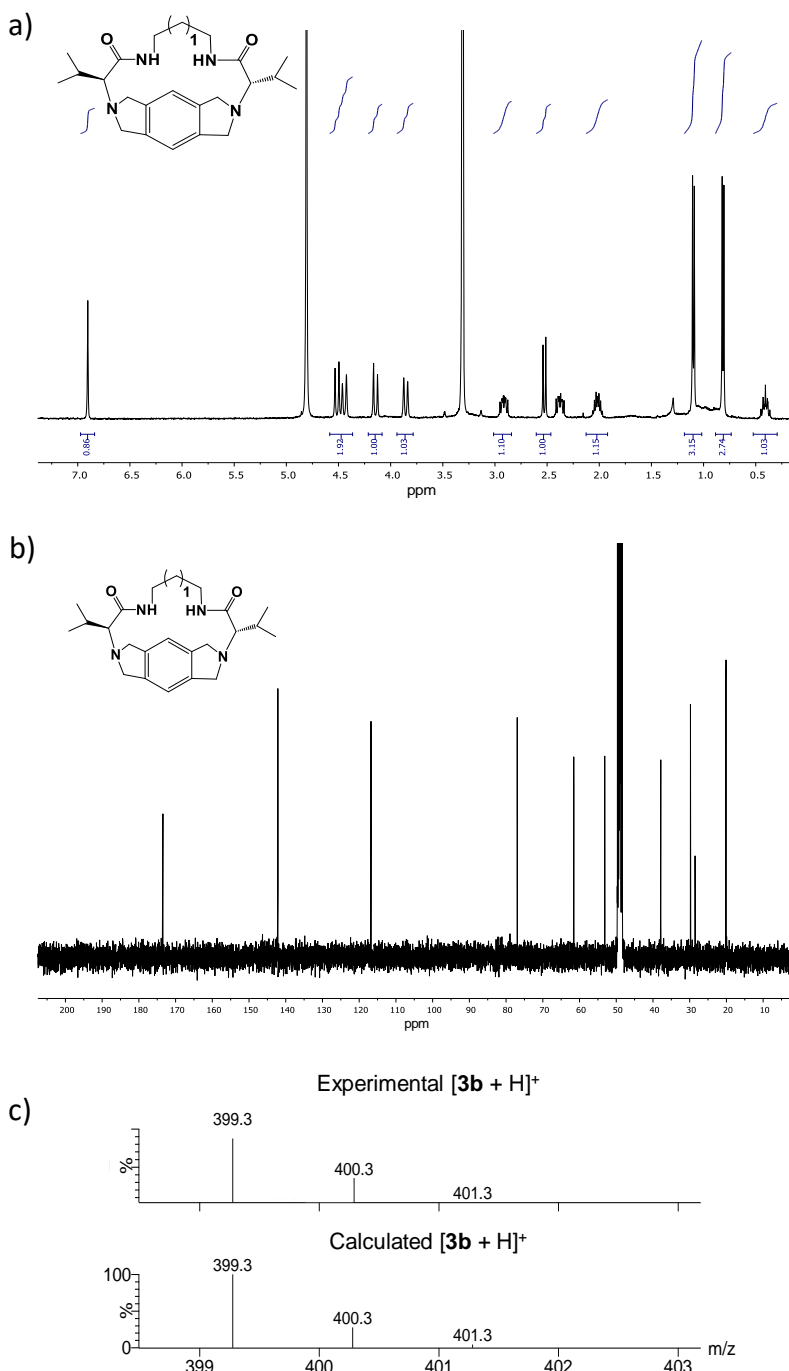 a)
O
1
O
NH
HN
N
N
0.86
1.92
1.00
1.03
1.10
1.00
1.15
3.15
2.74
1.03
7.0 6.5 6.0 5.5 5.0 4.5 4.0 3.5 3.0 2.5 2.0 1.5 1.0 0.5
ppm
b)
O
1
O
NH
HN
N
N
200 190 180 170 160 150 140 130 120 110 100 90 80 70 60 50 40 30 20 10
ppm
Experimental [3b + H]+
c)
399.3
400.3
401.3
%
Calculated [3b + H]+
399.3
100
400.3
401.3
%
0
m/z
399 400 401 402 403